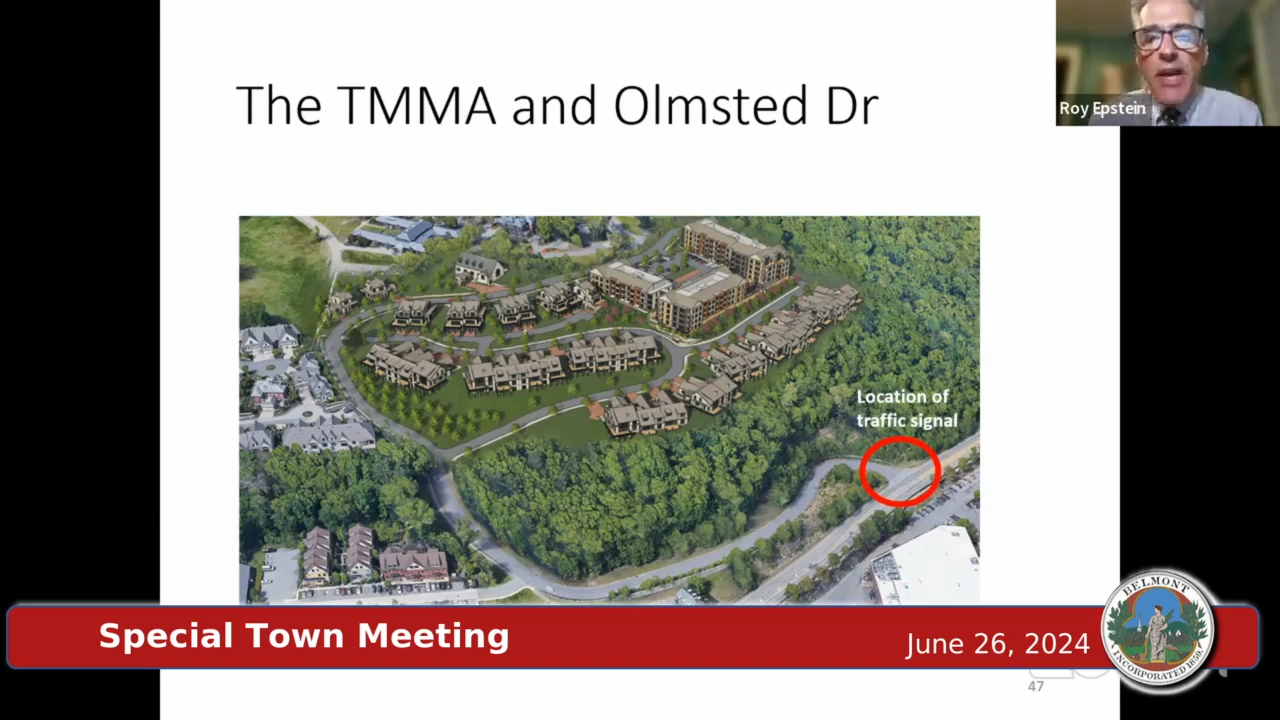 The TMMA and Olmsted Dr
Roy Epstein
Location of
traffic signal
Special Town Meeting
June 26, 2024
BELMONT
INCORPORATED 1859
47